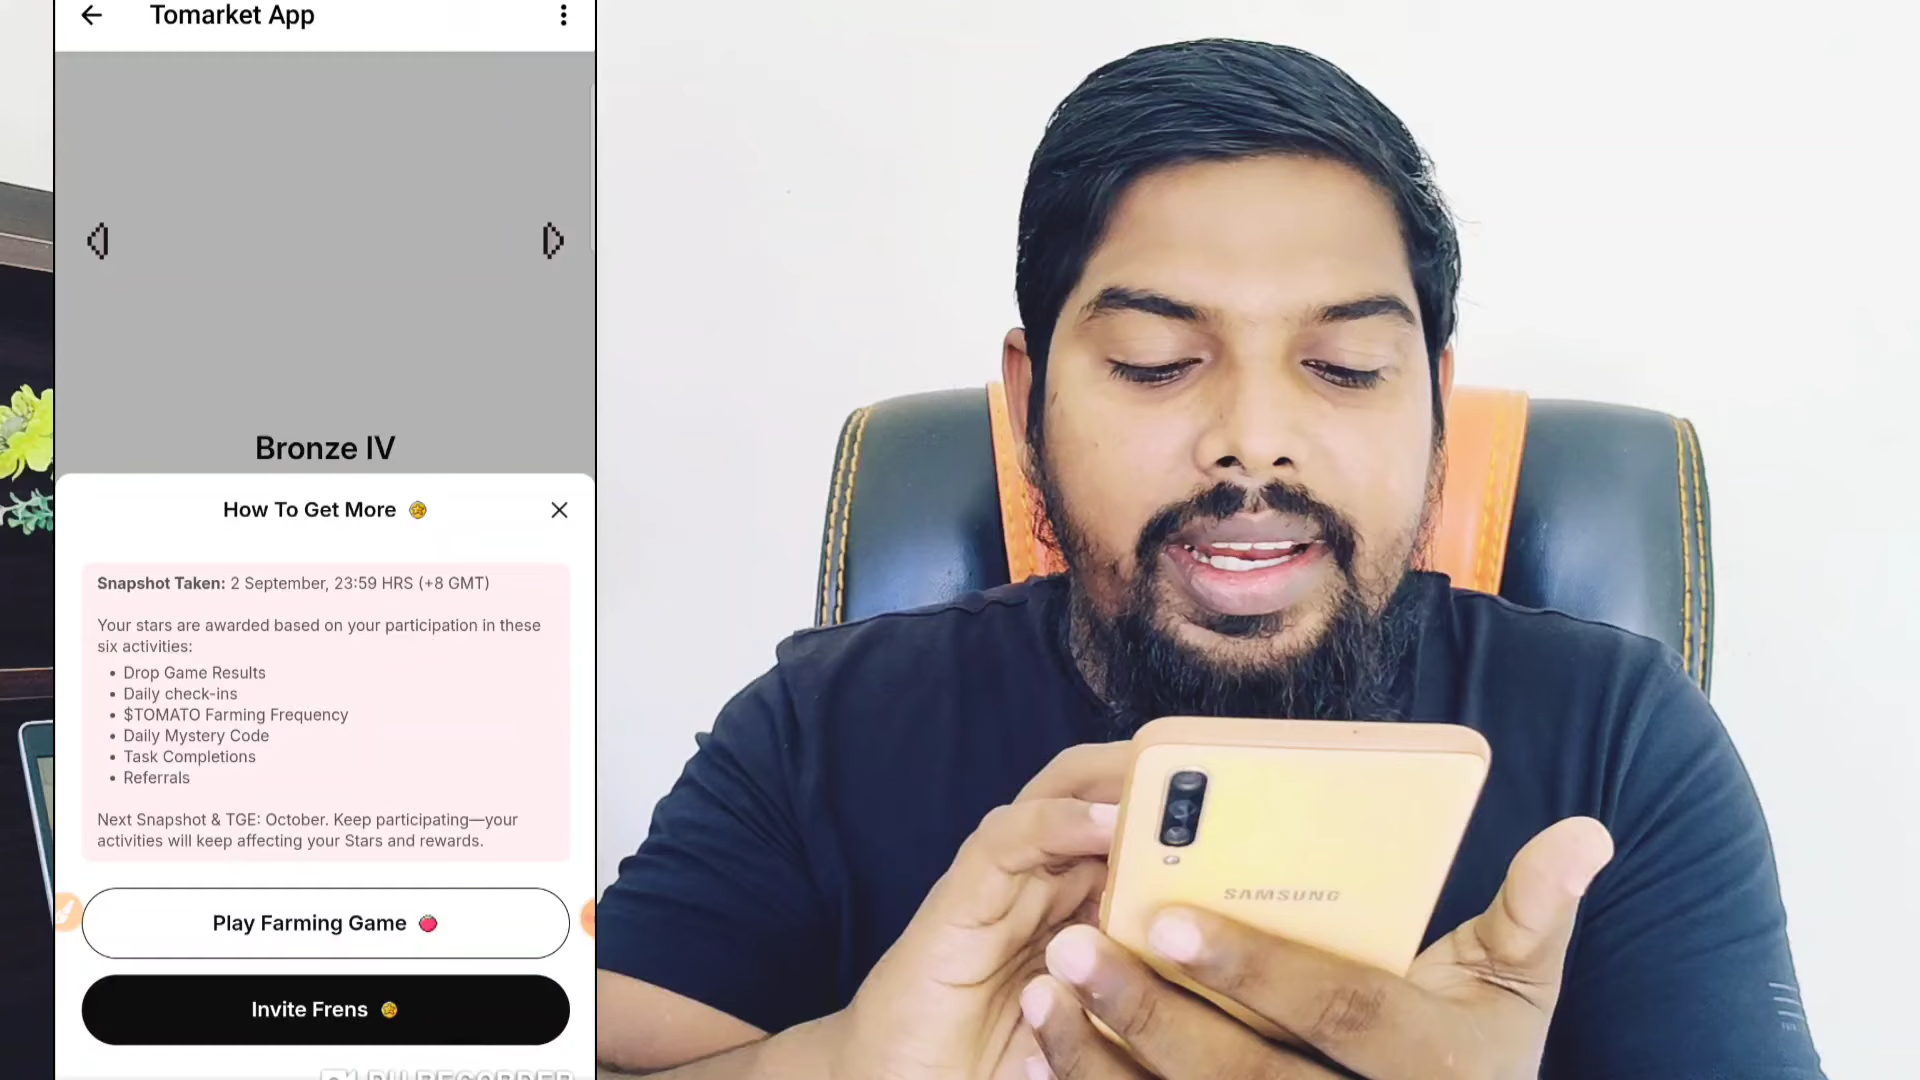 Tomarket App
Bronze IV
How To Get More
Snapshot Taken: 2 September, 23:59 HRS (+8 GMT)
Your stars are awarded based on your participation in these
six activities:
• Drop Game Results
• Daily check-ins
• $TOMATO Farming Frequency
• Daily Mystery Code
• Task Completions
• Referrals
Next Snapshot & TGE: October. Keep participating—your
activities will keep affecting your Stars and rewards.
Play Farming Game
Invite Frens
DU RECORDER
SAMSUNG